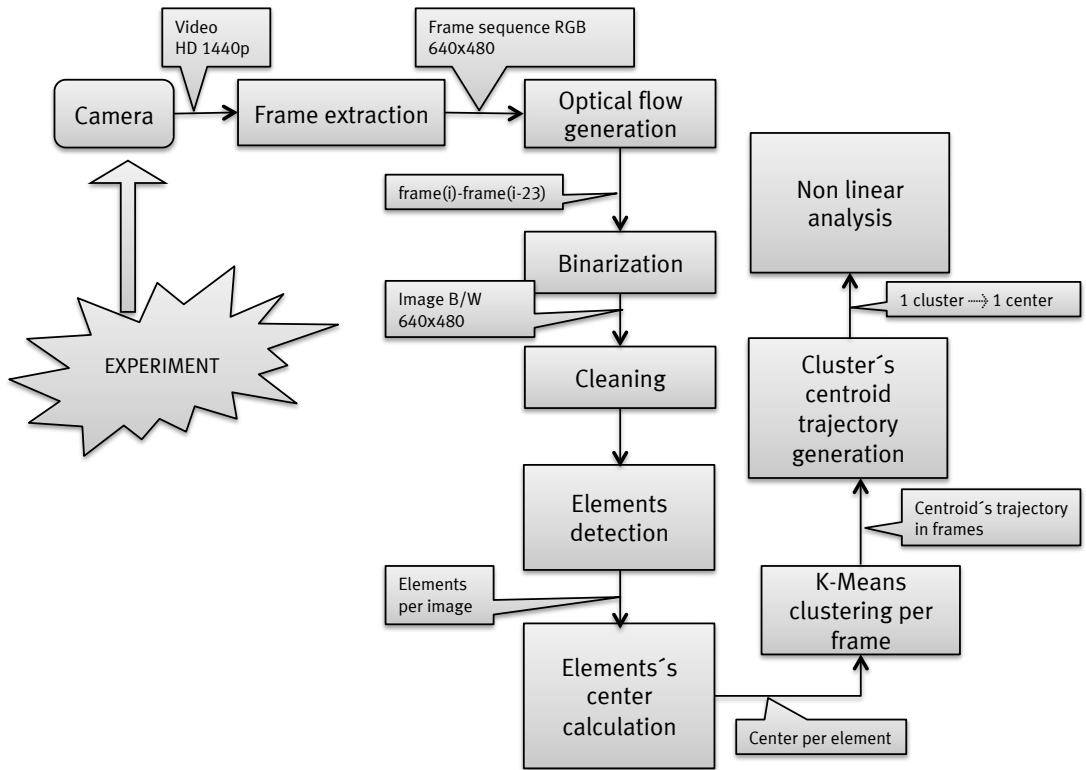 Video
HD 1440p
Frame sequence RGB
640x480
Camera
Frame extraction
Optical flow
generation
frame(i)-frame(i-23)
Binarization
Image B/W
640x480
Cleaning
EXPERIMENT
Elements
detection
Elements
per image
Elements´s
center
calculation
Center per element
K-Means
clustering per
frame
Centroid´s trajectory
in frames
Cluster´s
centroid
trajectory
generation
1 cluster ····> 1 center
Non linear
analysis